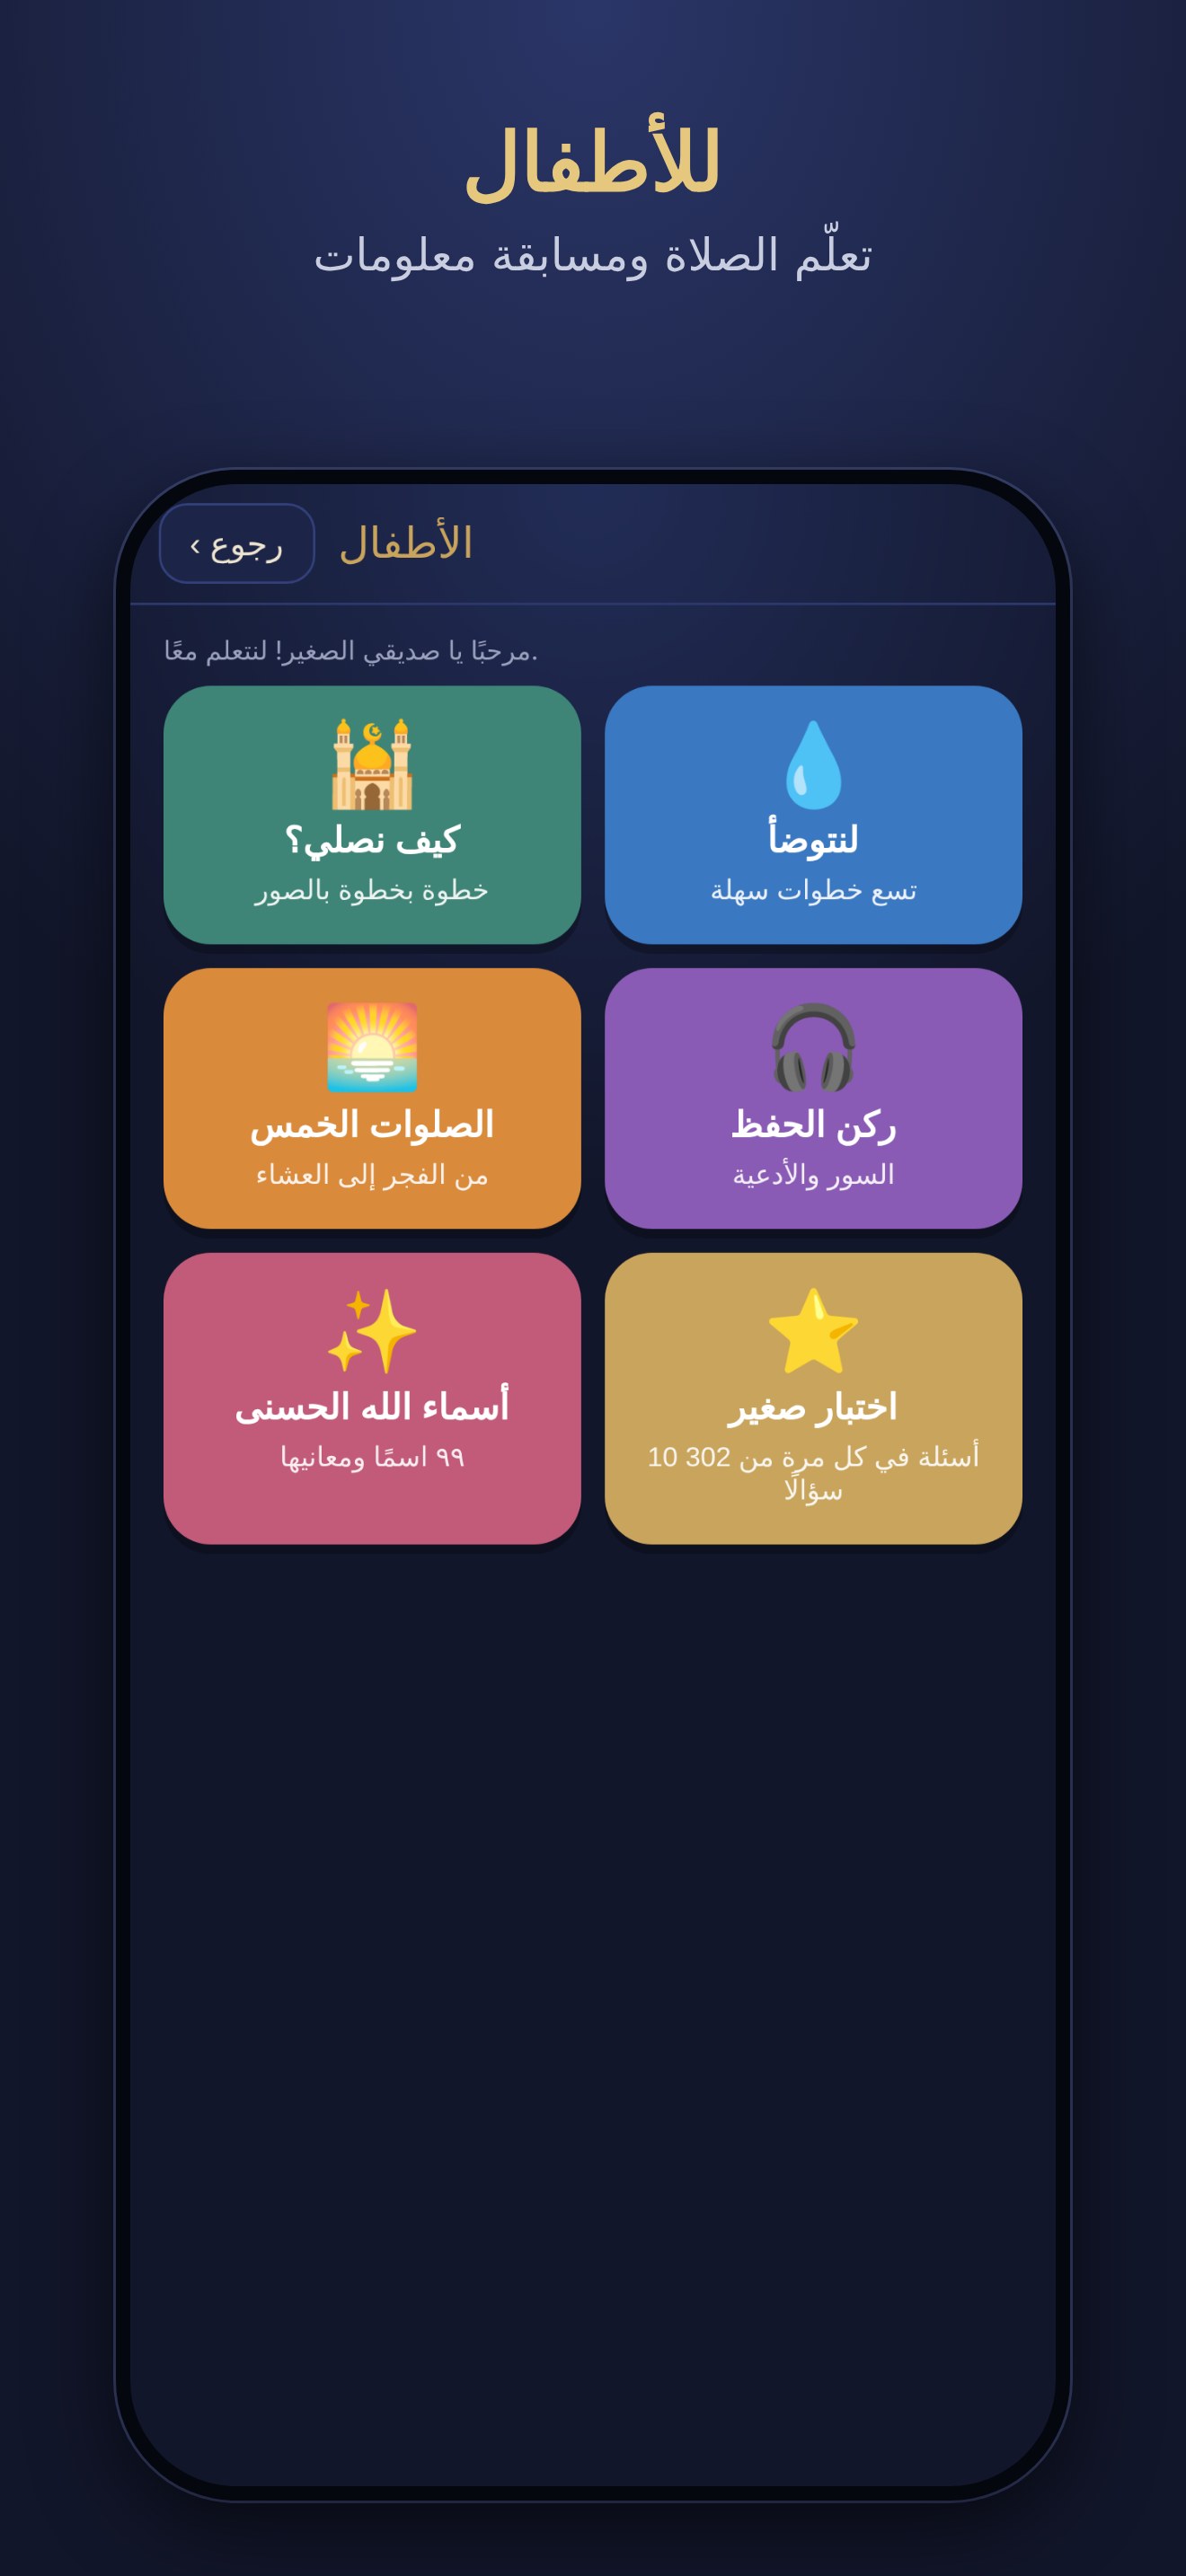 للأطفال
تعلّم الصلاة ومسابقة معلومات
‹ رجوع
الأطفال
مرحبًا يا صديقي الصغير! لنتعلم معًا.
كيف نصلي؟
خطوة بخطوة بالصور
لنتوضأ
تسع خطوات سهلة
الصلوات الخمس
من الفجر إلى العشاء
ركن الحفظ
السور والأدعية
أسماء الله الحسنى
٩٩ اسمًا ومعانيها
اختبار صغير
10 أسئلة في كل مرة من 302
سؤالًا